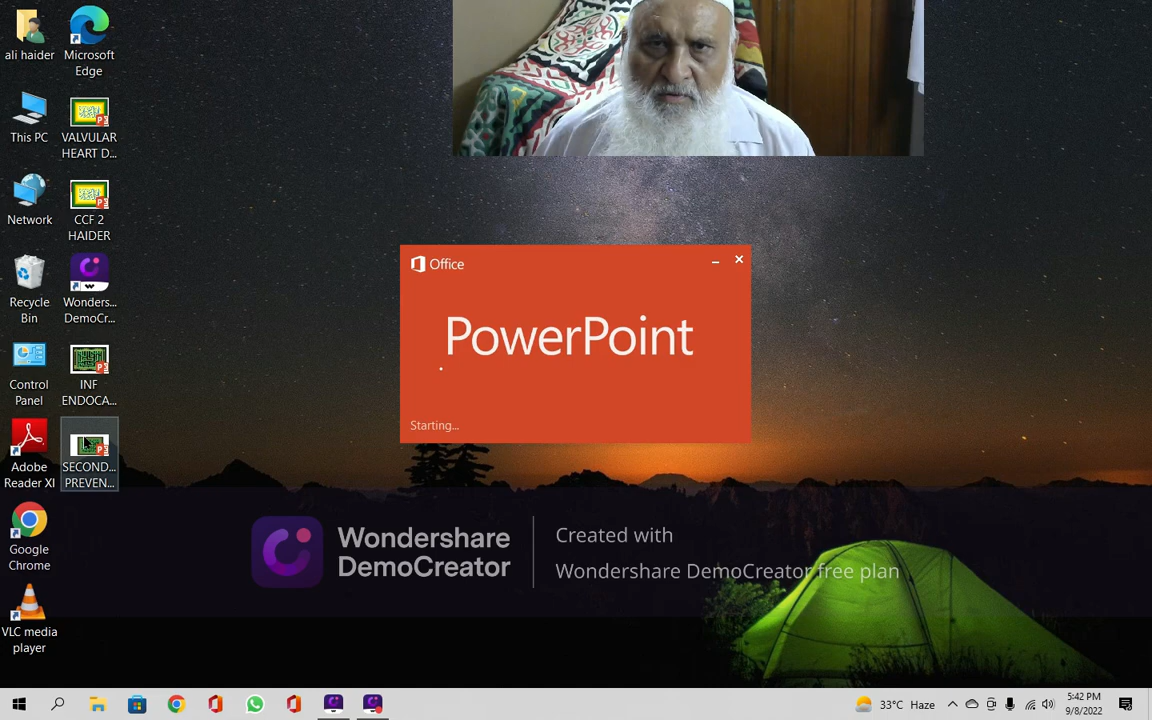 ali haider
Microsoft
Edge
This PC
VALVULAR
HEART D...
Network
CCF 2
HAIDER
Recycle
Bin
Wonders...
DemoCr...
Control
Panel
INF
ENDOCA...
Adobe
Reader XI
SECOND...
PREVEN...
Google
Chrome
VLC media
player
Office
PowerPoint
Starting...
Wondershare
DemoCreator
Created with
Wondershare DemoCreator free plan
33°C Haze
5:42 PM
9/8/2022